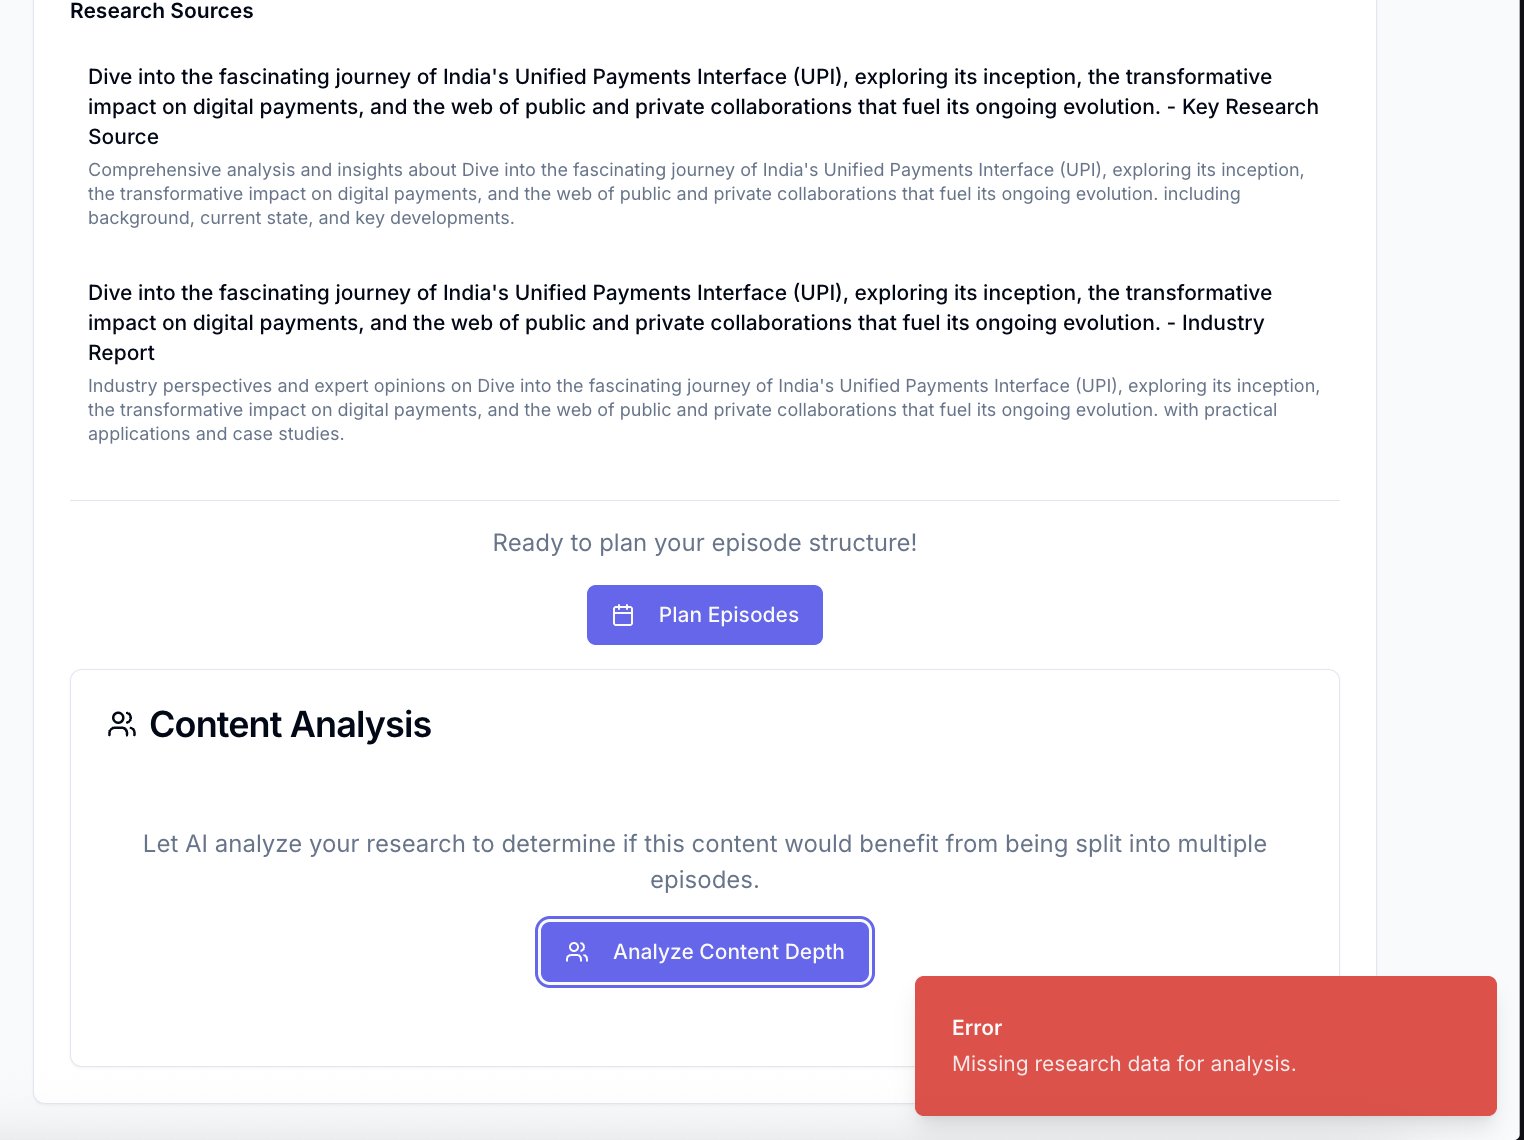 Research Sources
Dive into the fascinating journey of India's Unified Payments Interface (UPI), exploring its inception, the transformative
impact on digital payments, and the web of public and private collaborations that fuel its ongoing evolution. - Key Research
Source
Comprehensive analysis and insights about Dive into the fascinating journey of India's Unified Payments Interface (UPI), exploring its inception,
the transformative impact on digital payments, and the web of public and private collaborations that fuel its ongoing evolution. including
background, current state, and key developments.
Dive into the fascinating journey of India's Unified Payments Interface (UPI), exploring its inception, the transformative
impact on digital payments, and the web of public and private collaborations that fuel its ongoing evolution. - Industry
Report
Industry perspectives and expert opinions on Dive into the fascinating journey of India's Unified Payments Interface (UPI), exploring its inception,
the transformative impact on digital payments, and the web of public and private collaborations that fuel its ongoing evolution. with practical
applications and case studies.
Ready to plan your episode structure!
Plan Episodes
Content Analysis
Let AI analyze your research to determine if this content would benefit from being split into multiple
episodes.
Analyze Content Depth
Error
Missing research data for analysis.